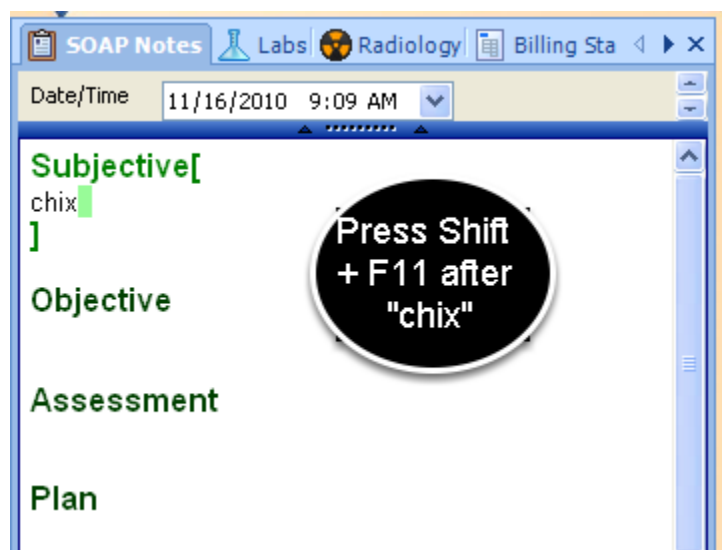 SOAP Notes Labs Radiology Billing Sta
Date/Time 11/16/2010 9:09 AM
Subjective[
chix
]
Press Shift
+ F11 after
"chix"
Objective
Assessment
Plan